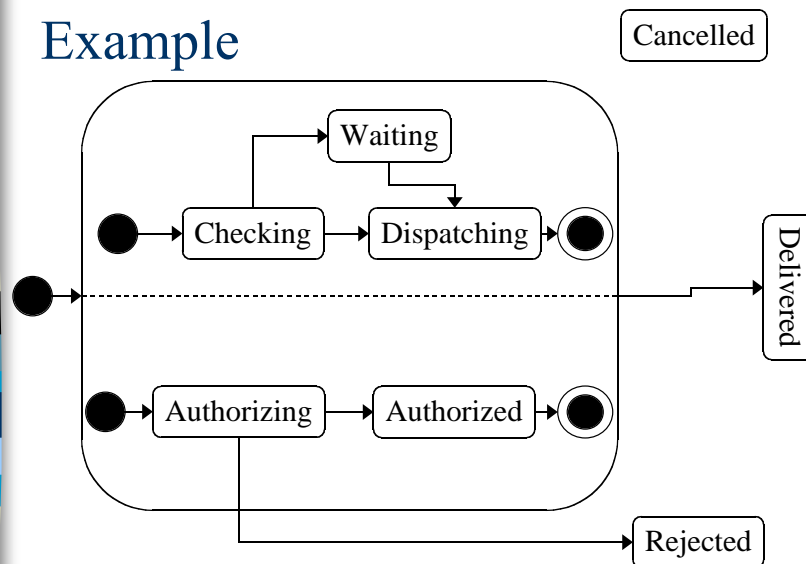 Example
Cancelled
Waiting
Checking
Dispatching
Delivered
Authorizing
Authorized
Rejected